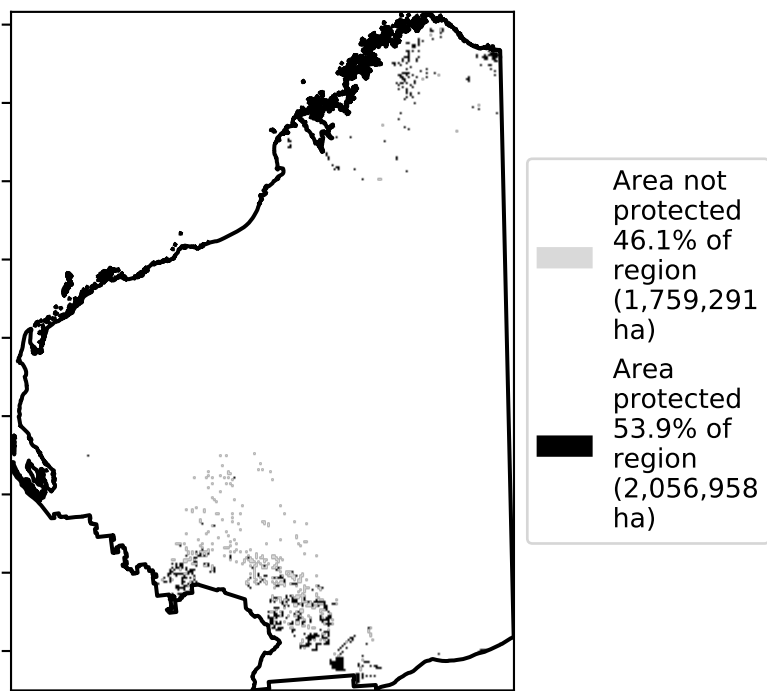 Area not
protected
46.1% of
region
(1,759,291
ha)
Area
protected
53.9% of
region
(2,056,958
ha)